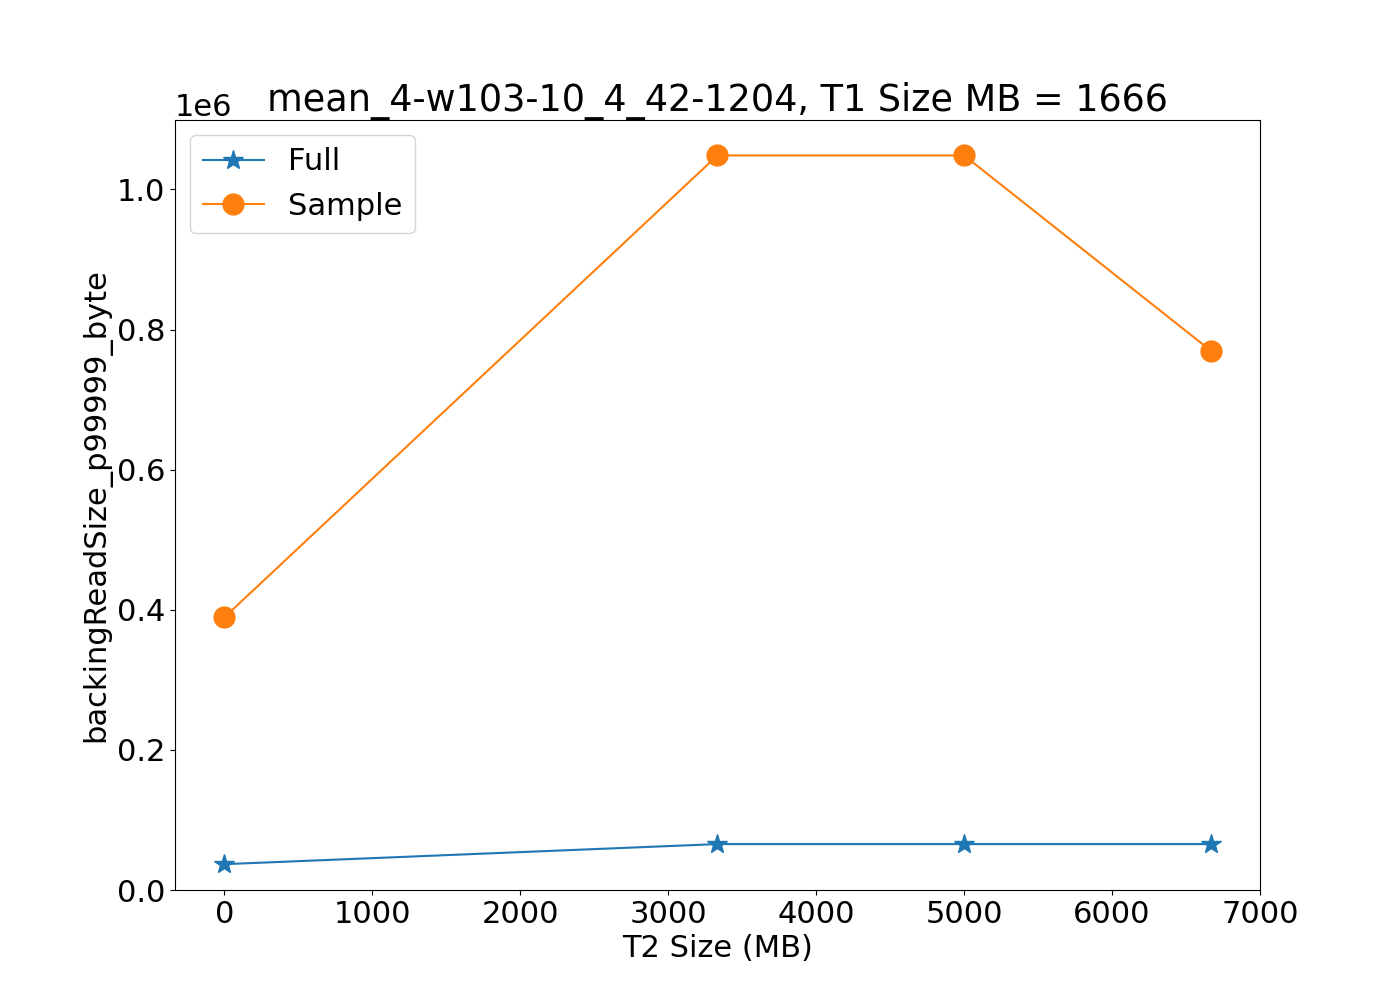 1e6
mean_4-w103-10_4_42-1204, T1 Size MB = 1666
Full
Sample
backingReadSize_p99999_byte
1.0
0.8
0.6
0.4
0.2
0.0
0 1000 2000 3000 4000 5000 6000 7000
T2 Size (MB)